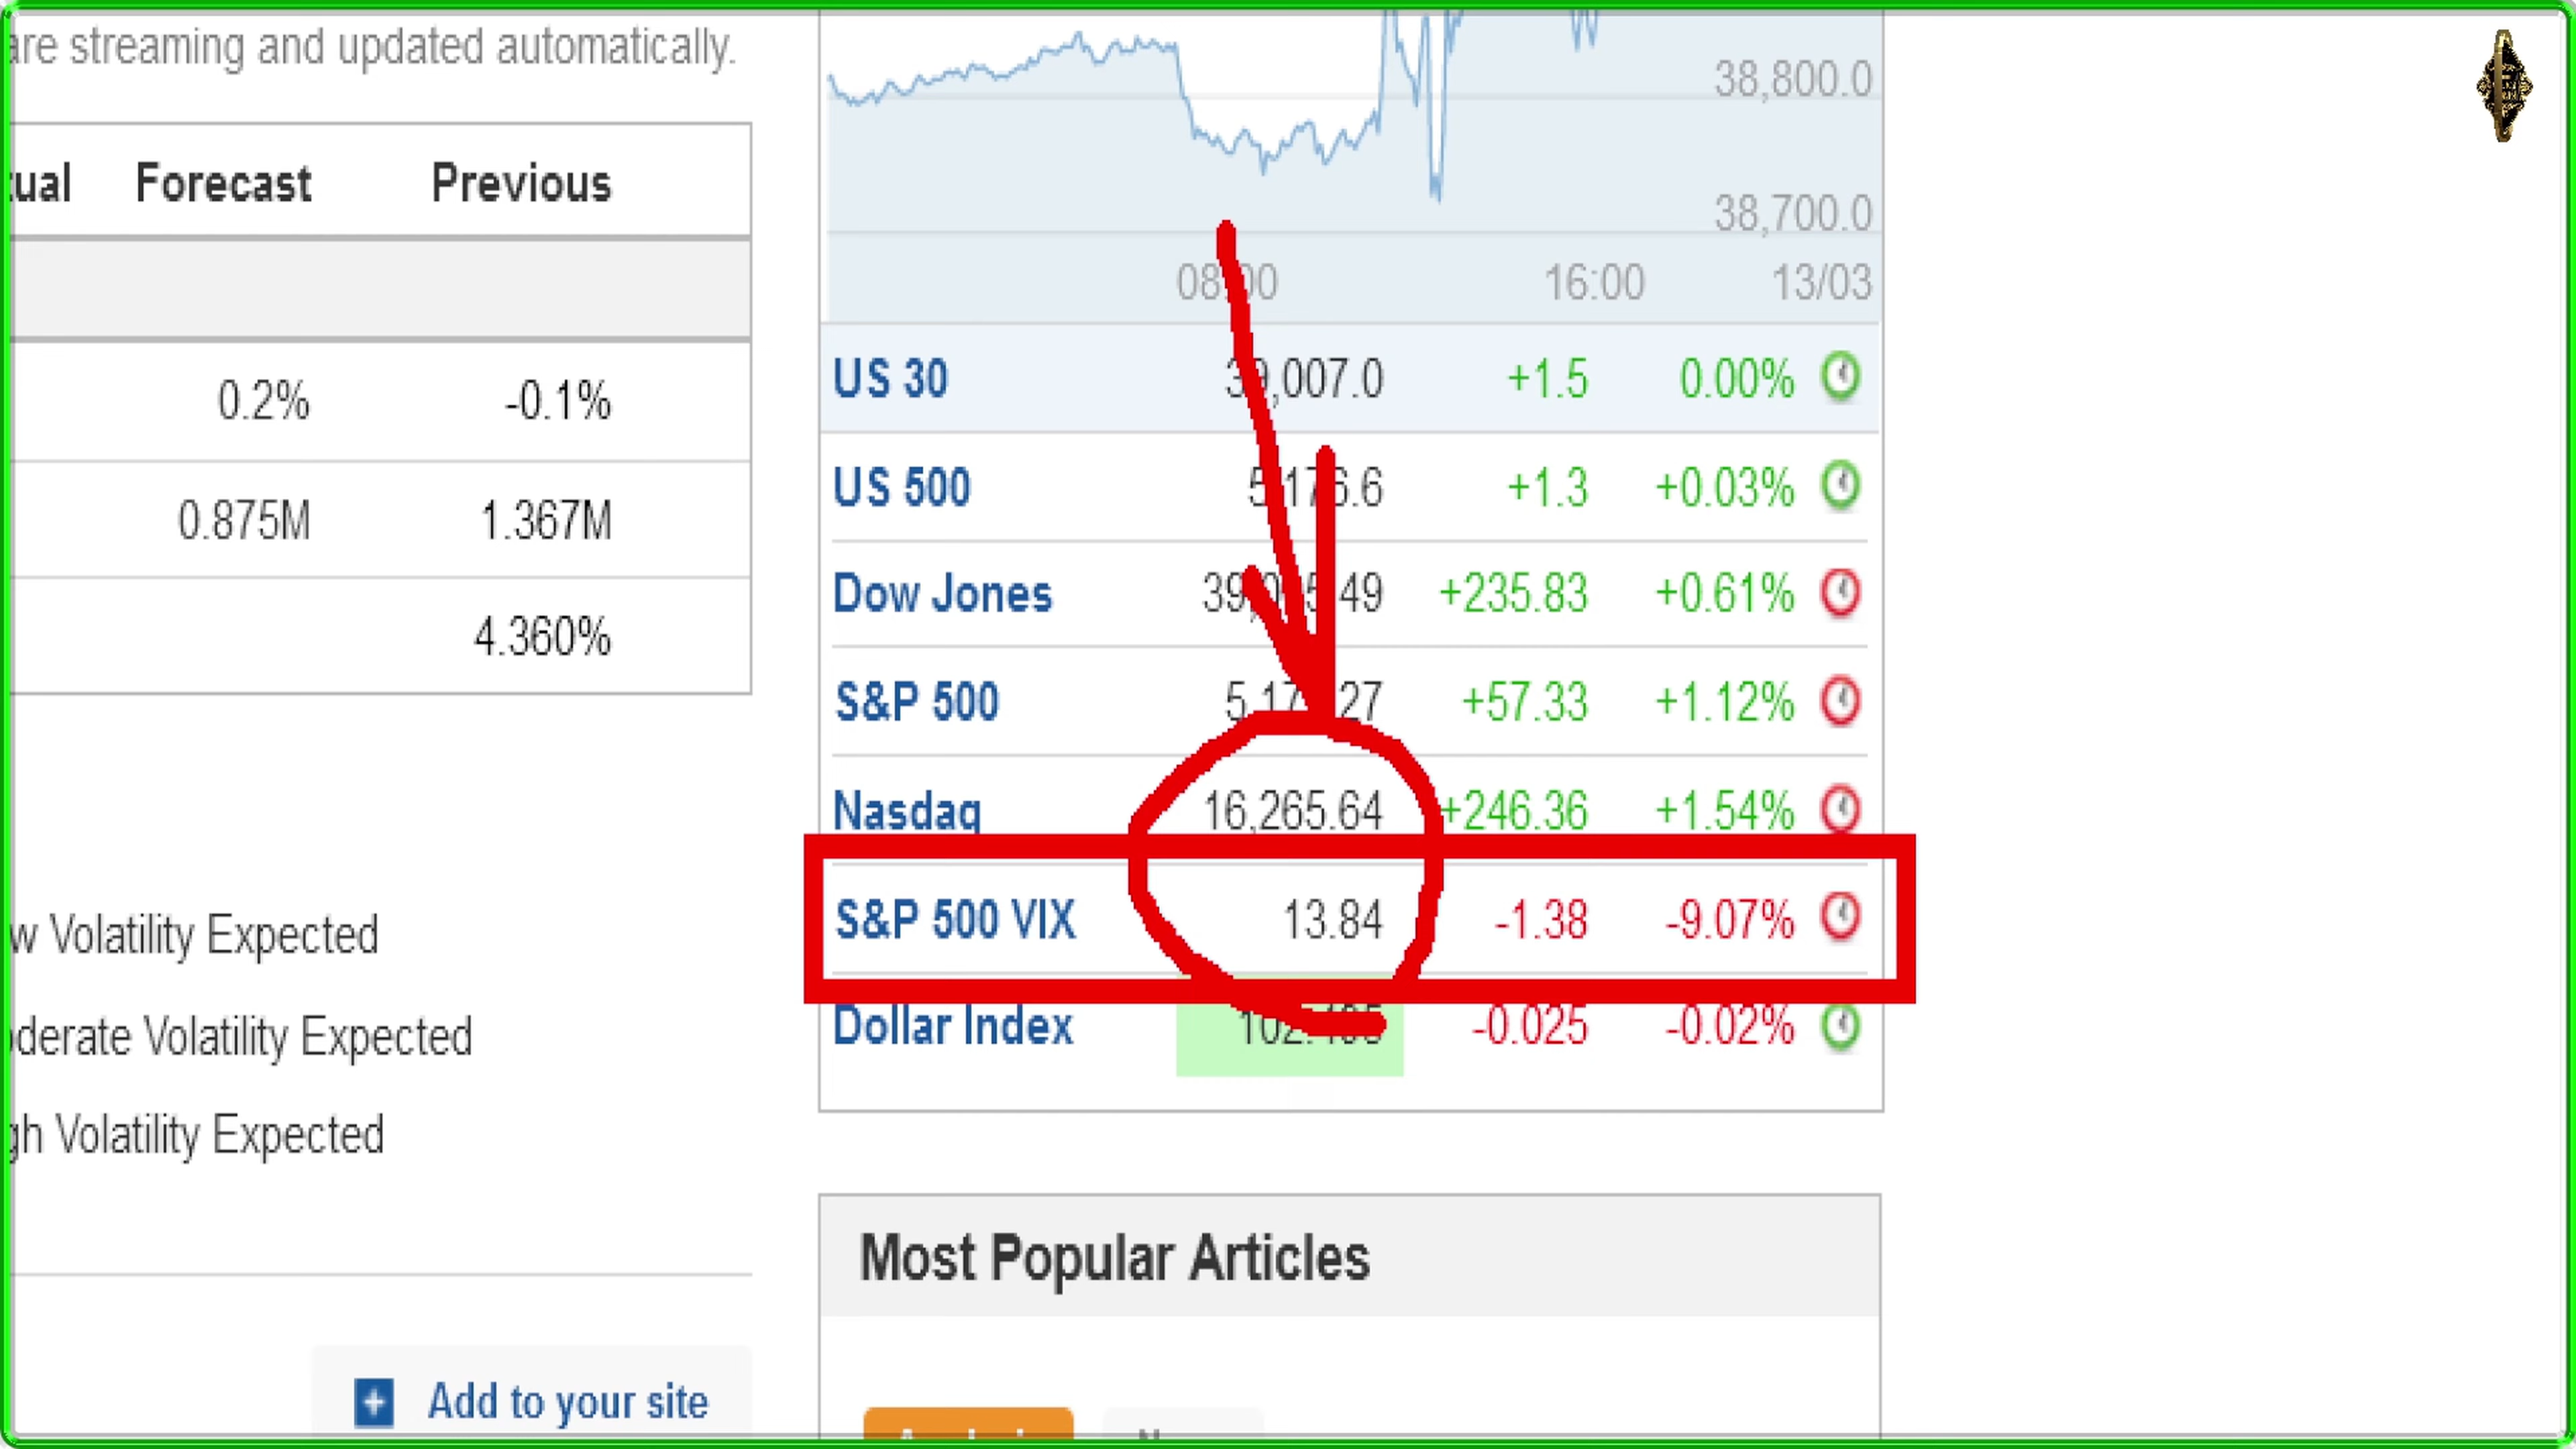 are streaming and updated automatically.
Forecast Previous
0.2% -0.1%
0.875M 1.367M
4.360%
Volatility Expected
Volatility Expected
Volatility Expected
Add to your site
38,800.0
38,700.0
16:00 13/03
US 30 +1.5 0.00%
US 500 +1.3 +0.03%
Dow Jones +235.83 +0.61%
S&P 500 +57.33 +1.12%
Nasdaq 16,265.64 +246.36 +1.54%
S&P 500 VIX 13.84 -1.38 -9.07%
Dollar Index -0.025 -0.02%
Most Popular Articles